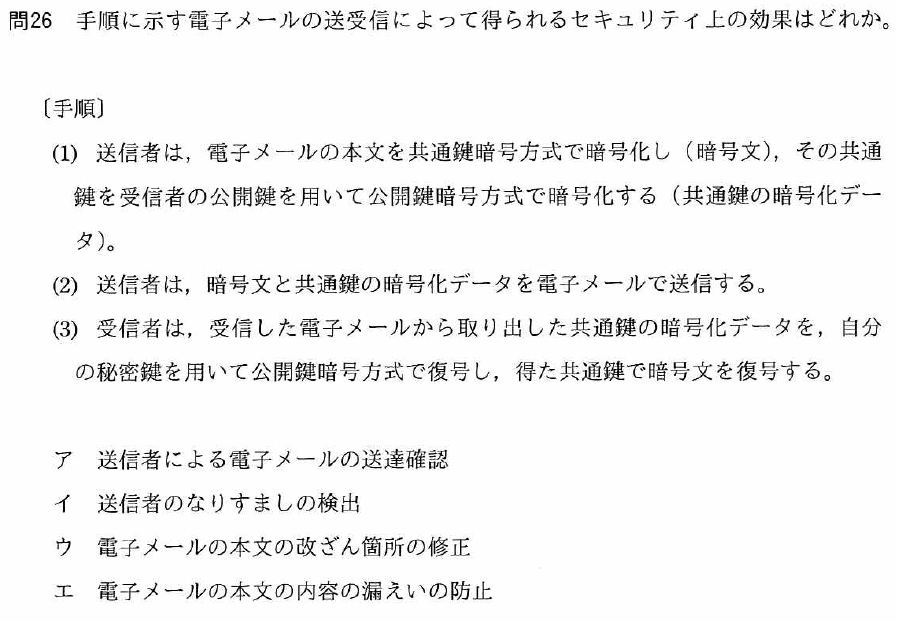 問26 手順に示す電子メールの送受信によって得られるセキュリティ上の効果はどれか。
〔手順〕
(1) 送信者は，電子メールの本文を共通鍵暗号方式で暗号化し（暗号文），その共通
鍵を受信者の公開鍵を用いて公開鍵暗号方式で暗号化する（共通鍵の暗号化デー
タ）。
(2) 送信者は，暗号文と共通鍵の暗号化データを電子メールで送信する。
(3) 受信者は，受信した電子メールから取り出した共通鍵の暗号化データを，自分
の秘密鍵を用いて公開鍵暗号方式で復号し，得た共通鍵で暗号文を復号する。
ア 送信者による電子メールの送達確認
イ 送信者のなりすましの検出
ウ 電子メールの本文の改ざん箇所の修正
エ 電子メールの本文の内容の漏えいの防止